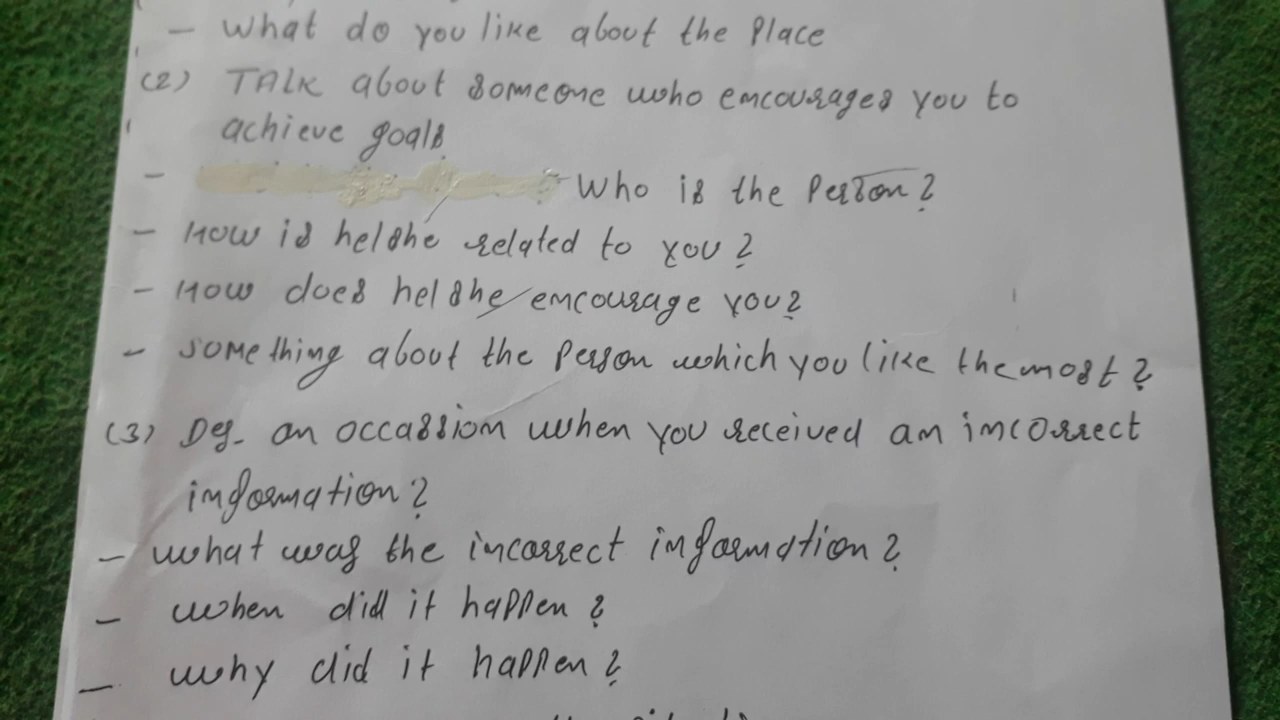 - What do you like about the Place
(2) TALK about someone who encourages you to
achieve goals
- Who is the Person?
- How is he/she related to you?
- How does he/she encourage you?
- something about the Person which you like the most?
(3) Des. an occassion when you received an incorrect
information?
- what was the incorrect information?
- when did it happen?
- why did it happen?